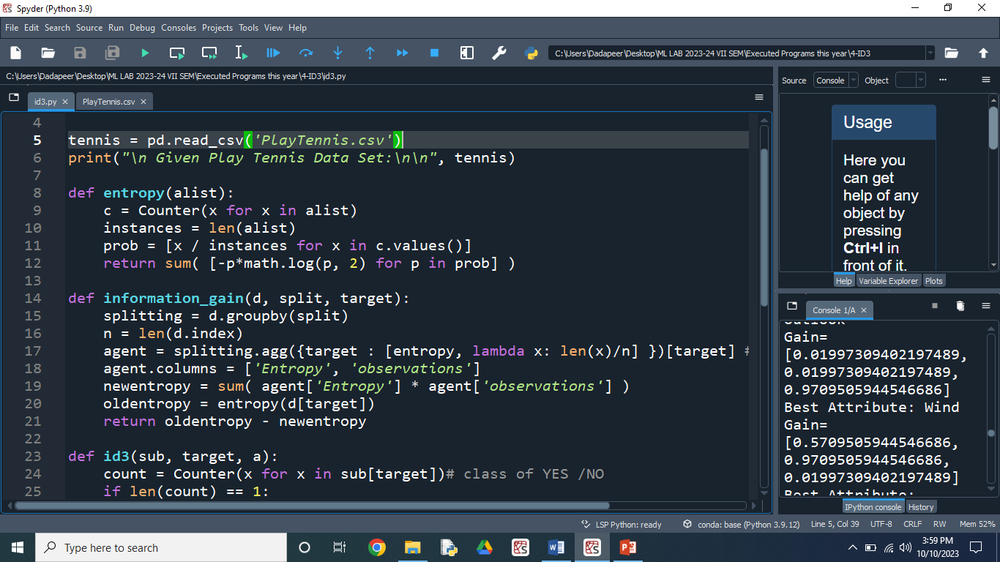 Spyder (Python 3.9)
File Edit Search Source Run Debug Consoles Projects Tools View Help
C:\Users\Dadapeer\Desktop\ML LAB 2023-24 VII SEM\Executed Programs this year\4-ID3
C:\Users\Dadapeer\Desktop\ML LAB 2023-24 VII SEM\Executed Programs this year\4-ID3\id3.py
id3.py PlayTennis.csv
4
5 tennis = pd.read_csv('PlayTennis.csv')
6 print("\n Given Play Tennis Data Set:\n\n", tennis)
7
8 def entropy(alist):
9     c = Counter(x for x in alist)
10     instances = len(alist)
11     prob = [x / instances for x in c.values()]
12     return sum( [-p*math.log(p, 2) for p in prob] )
13
14 def information_gain(d, split, target):
15     splitting = d.groupby(split)
16     n = len(d.index)
17     agent = splitting.agg({target : [entropy, lambda x: len(x)/n] })[target] #
18     agent.columns = ['Entropy', 'observations']
19     newentropy = sum( agent['Entropy'] * agent['observations'] )
20     oldentropy = entropy(d[target])
21     return oldentropy - newentropy
22
23 def id3(sub, target, a):
24     count = Counter(x for x in sub[target])# class of YES /NO
25     if len(count) == 1:
Source Console Object
Usage
Here you
can get
help of any
object by
pressing
Ctrl+I in
front of it.
Help Variable Explorer Plots
Console 1/A
Outlook
Gain=
[0.01997309402197489,
0.01997309402197489,
0.9709505944546686]
Best Attribute: Wind
Gain=
[0.5709505944546686,
0.9709505944546686,
0.01997309402197489]
Best Attribute:
IPython console History
LSP Python: ready conda: base (Python 3.9.12) Line 5, Col 39 UTF-8 CRLF RW Mem 52%
Type here to search
3:59 PM
10/10/2023